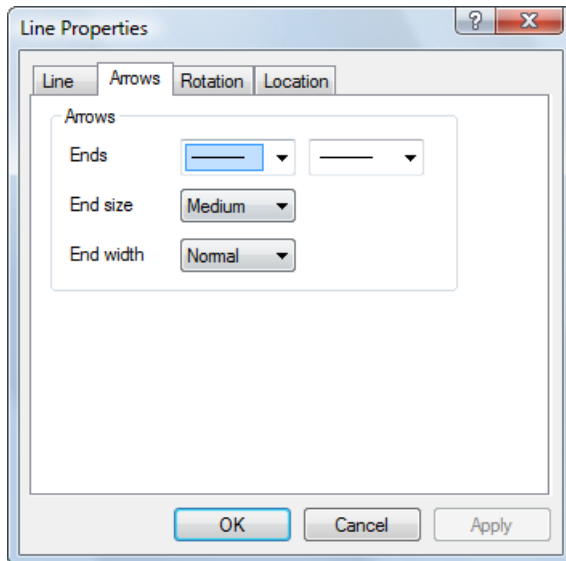 Line Properties
?
Line Arrows Rotation Location
Arrows
Ends
End size Medium
End width Normal
OK Cancel Apply